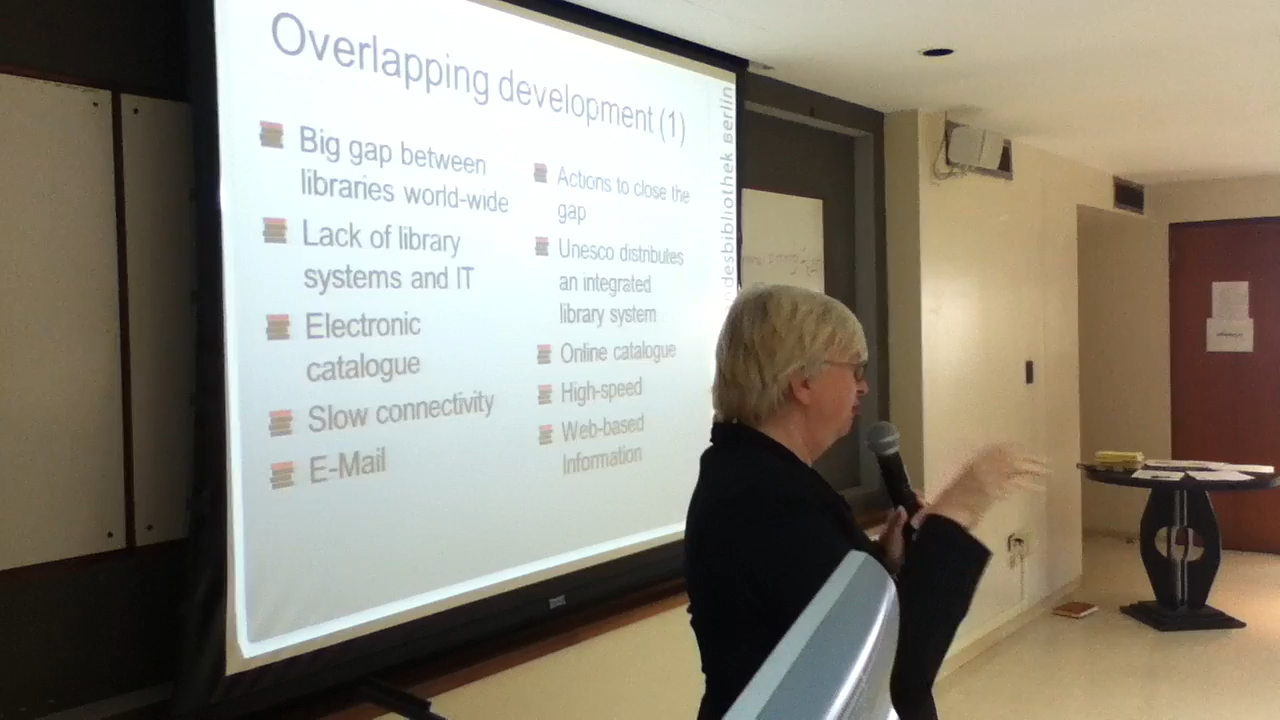 Overlapping development (1)
Big gap between
libraries world-wide
Lack of library
systems and IT
Electronic
catalogue
Slow connectivity
E-Mail
Actions to close the
gap
Unesco distributes
an integrated
library system
Online catalogue
High-speed
Web-based
Information
desbibliothek Berlin